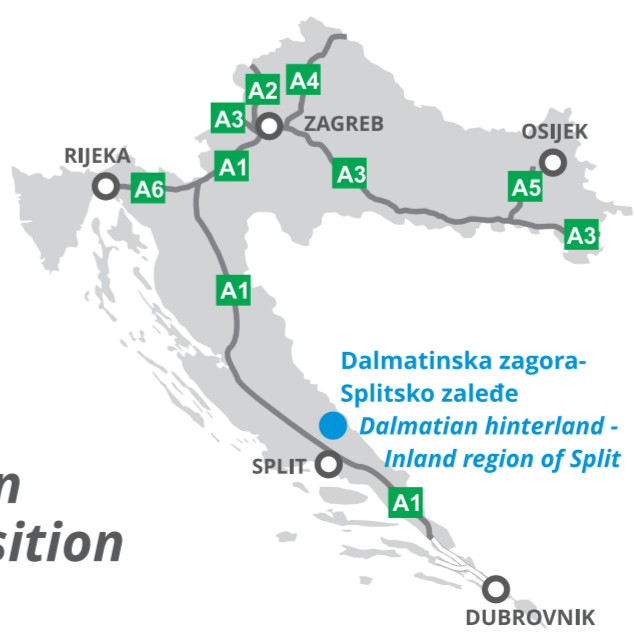 A4
A2
A3
ZAGREB
OSIJEK
RIJEKA
A1
A3
A6
A5
A3
A1
Dalmatinska zagora-
Splitsko zaleđe
Dalmatian hinterland -
Inland region of Split
SPLIT
A1
DUBROVNIK
n
sition